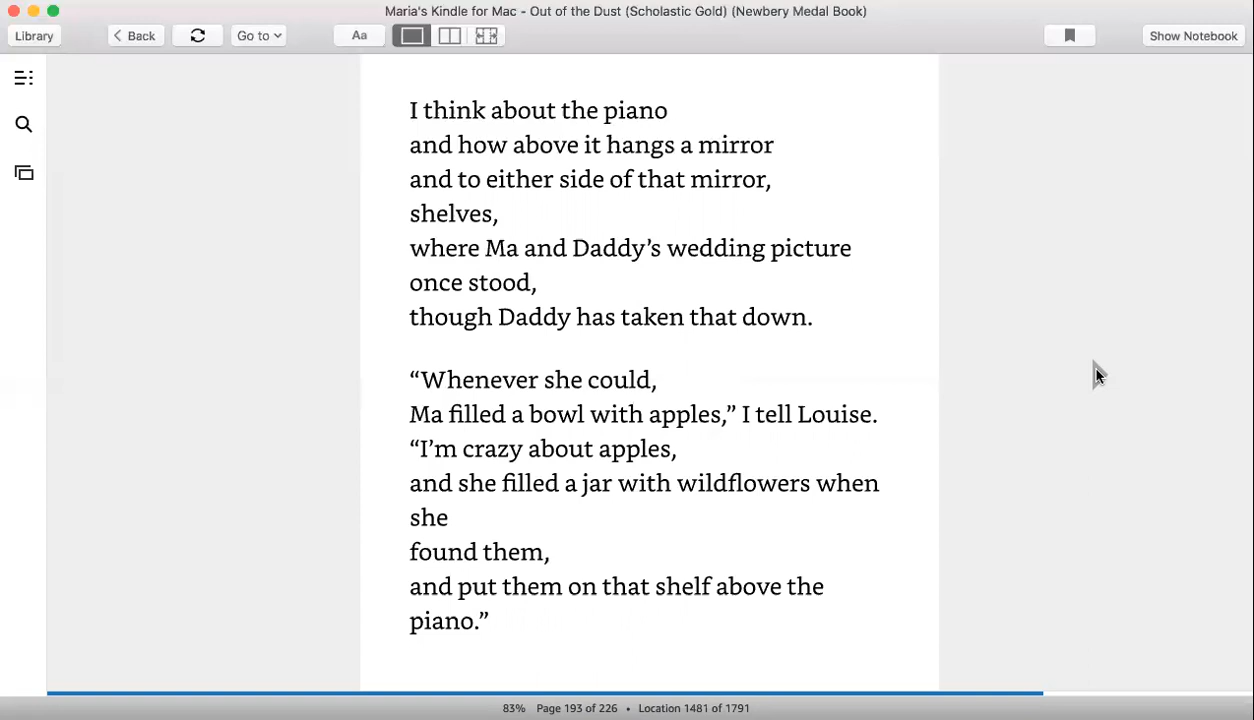 Maria's Kindle for Mac - Out of the Dust (Scholastic Gold) (Newbery Medal Book)
Library Back Go to Aa Show Notebook
I think about the piano
and how above it hangs a mirror
and to either side of that mirror,
shelves,
where Ma and Daddy’s wedding picture
once stood,
though Daddy has taken that down.
“Whenever she could,
Ma filled a bowl with apples,” I tell Louise.
“I’m crazy about apples,
and she filled a jar with wildflowers when
she
found them,
and put them on that shelf above the
piano.”
83% Page 193 of 226 • Location 1481 of 1791